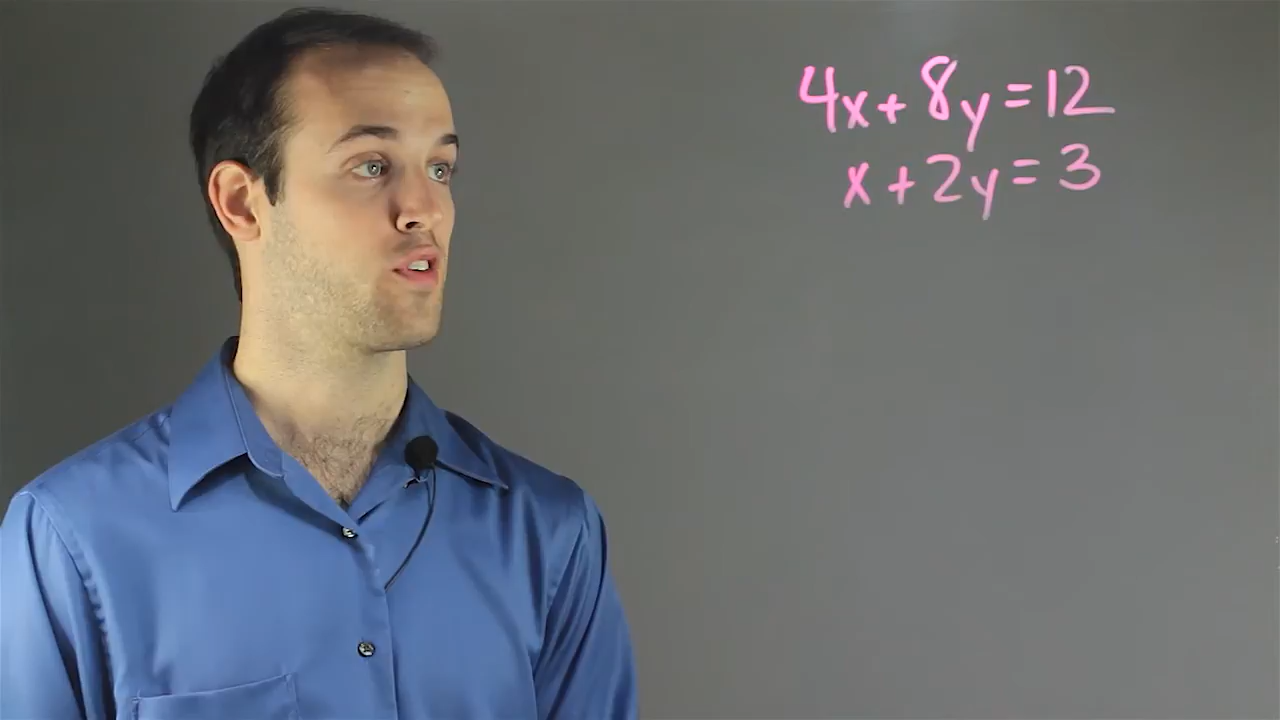 4x + 8y = 12
x + 2y = 3